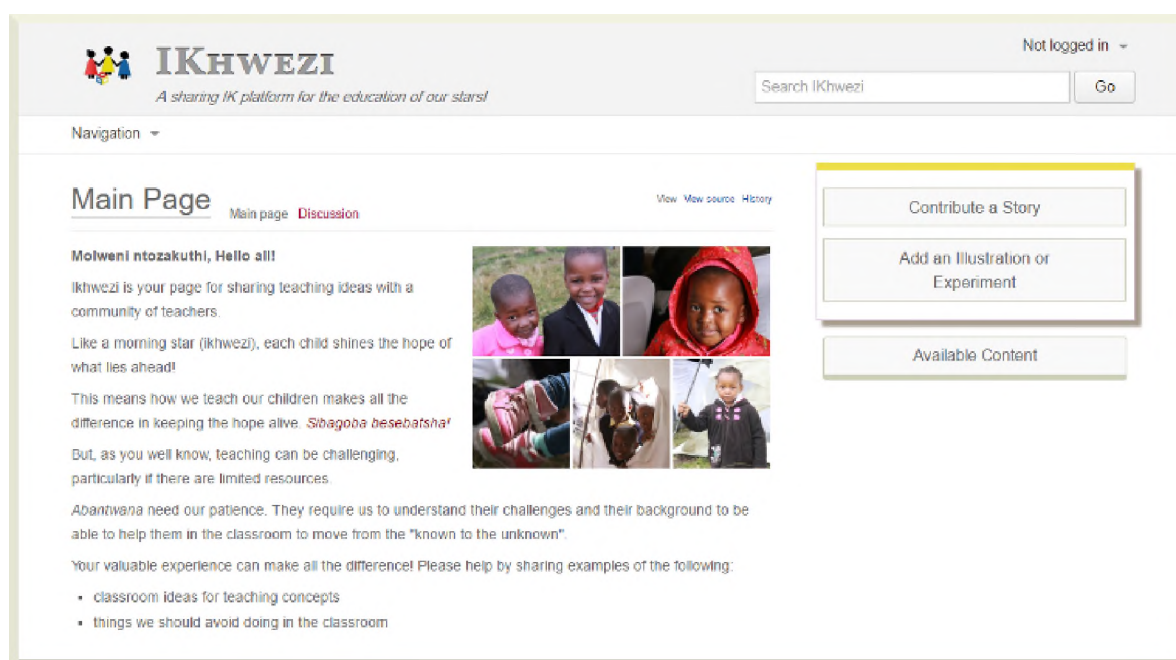 IKHWEZI
A sharing IK platform for the education of our stars!
Not logged in
Search IKhwezi
Go
Navigation
Main Page
Main page Discussion
View View source History
Molweni ntozakuthi, Hello all!
Ikhwezi is your page for sharing teaching ideas with a
community of teachers.
Like a morning star (ikhwezi), each child shines the hope of
what lies ahead!
This means how we teach our children makes all the
difference in keeping the hope alive. Sibagoba besebatsha!
But, as you well know, teaching can be challenging,
particularly if there are limited resources.
Abantwana need our patience. They require us to understand their challenges and their background to be
able to help them in the classroom to move from the "known to the unknown".
Your valuable experience can make all the difference! Please help by sharing examples of the following:
• classroom ideas for teaching concepts
• things we should avoid doing in the classroom
Contribute a Story
Add an Illustration or
Experiment
Available Content